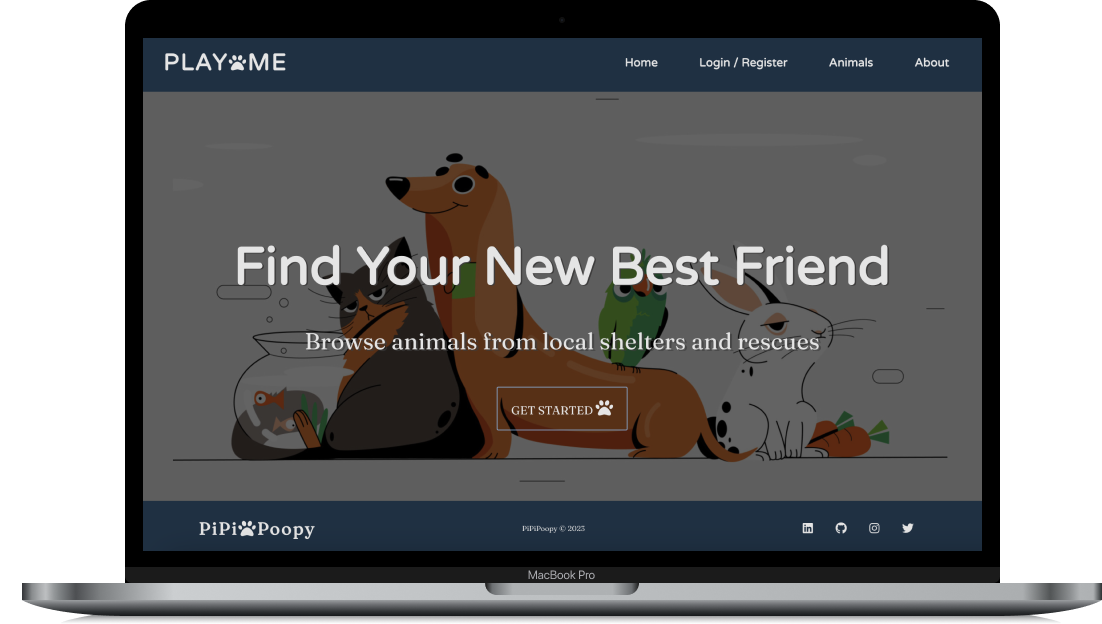 PLAY ME
Home
Login / Register
Animals
About
Find Your New Best Friend
Browse animals from local shelters and rescues
GET STARTED
PiPi Poopy
PiPiPoopy © 2023
MacBook Pro